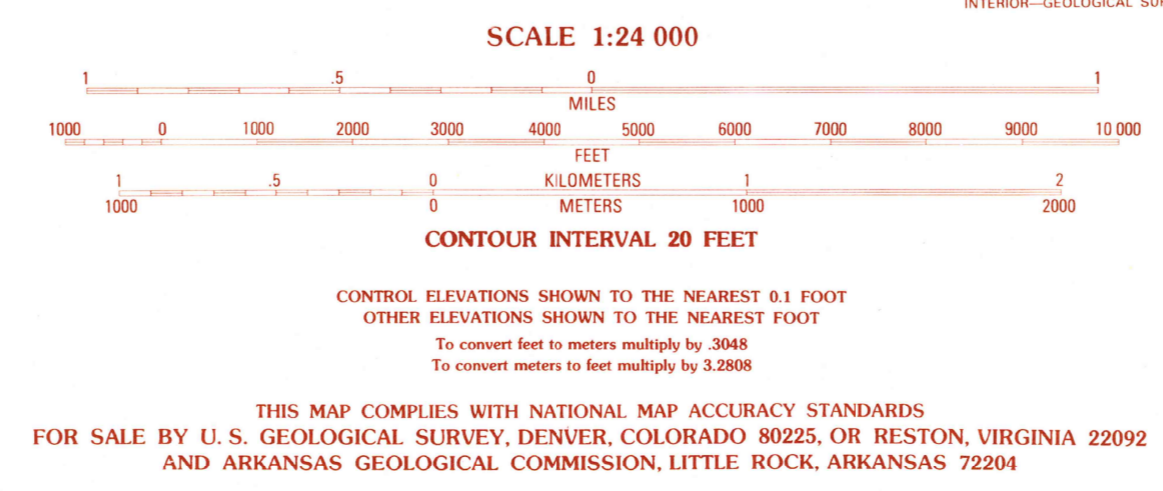 INTERIOR—GEOLOGICAL
SCALE 1:24 000
1 .5 0 1
MILES
1000 0 1000 2000 3000 4000 5000 6000 7000 8000 9000 10 000
FEET
1 .5 0 KILOMETERS 1 2
1000 0 METERS 1000 2000
CONTOUR INTERVAL 20 FEET
CONTROL ELEVATIONS SHOWN TO THE NEAREST 0.1 FOOT
OTHER ELEVATIONS SHOWN TO THE NEAREST FOOT
To convert feet to meters multiply by .3048
To convert meters to feet multiply by 3.2808
THIS MAP COMPLIES WITH NATIONAL MAP ACCURACY STANDARDS
FOR SALE BY U. S. GEOLOGICAL SURVEY, DENVER, COLORADO 80225, OR RESTON, VIRGINIA 22092
AND ARKANSAS GEOLOGICAL COMMISSION, LITTLE ROCK, ARKANSAS 72204